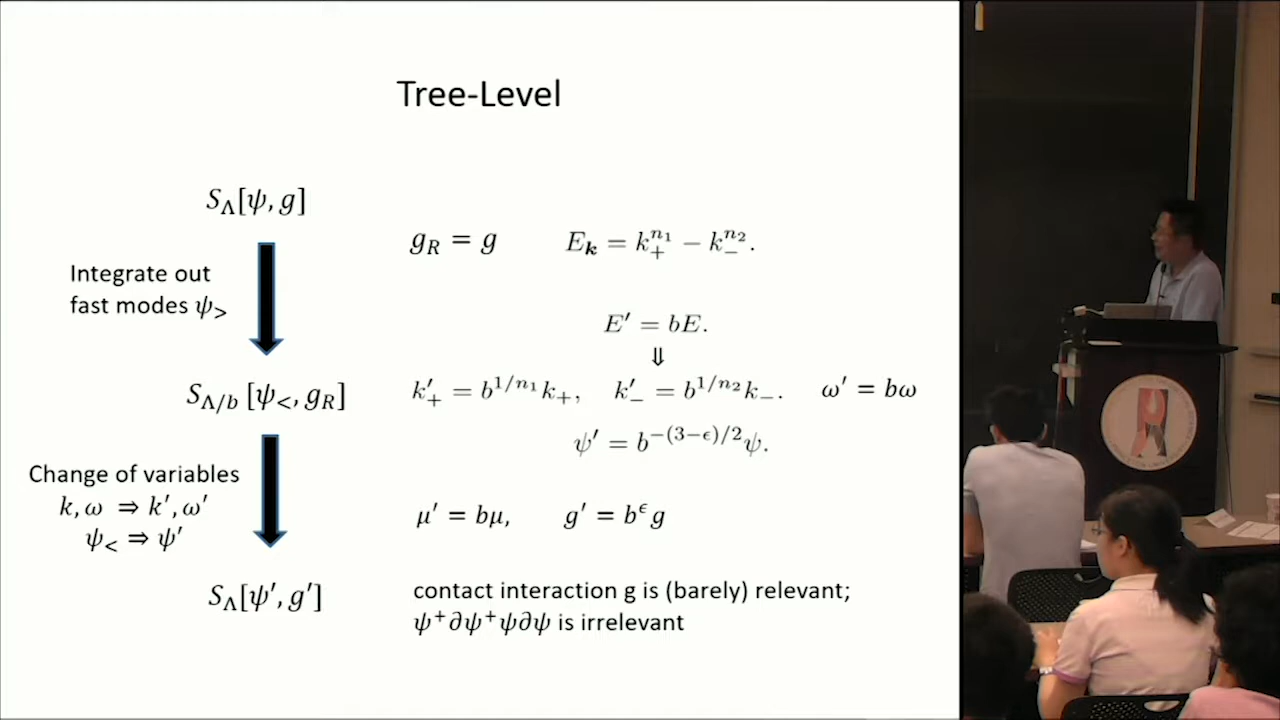 Tree-Level
S_Λ[ψ, g]
g_R = g    E_𝒌 = k_+^{n_1} − k_−^{n_2}.
Integrate out
fast modes ψ_>
E′ = bE.
⇓
S_{Λ/b} [ψ_<, g_R]
k′_+ = b^{1/n_1}k_+,    k′_− = b^{1/n_2}k_−.    ω′ = bω
ψ′ = b^{−(3−ϵ)/2}ψ.
Change of variables
k, ω ⇒ k′, ω′
ψ_< ⇒ ψ′
μ′ = bμ,    g′ = b^ϵ g
S_Λ[ψ′, g′]
contact interaction g is (barely) relevant;
ψ^+∂ψ^+ψ∂ψ is irrelevant